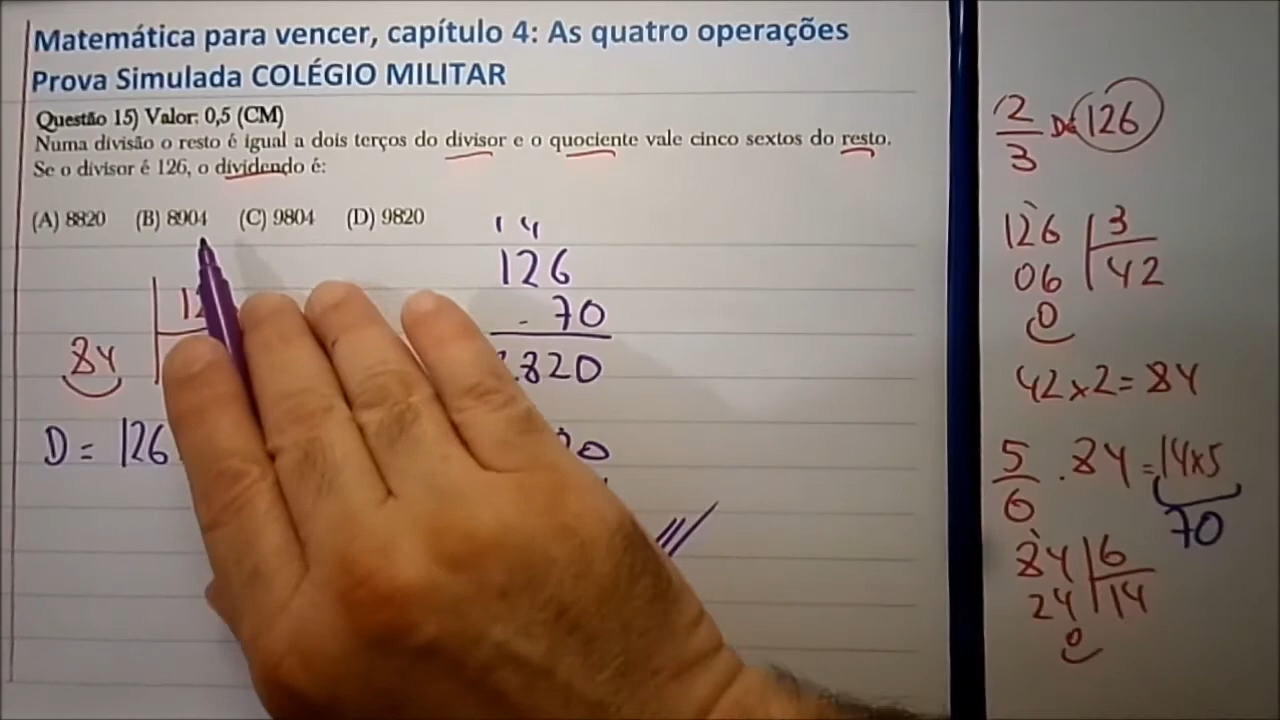 Matemática para vencer, capítulo 4: As quatro operações
Prova Simulada COLÉGIO MILITAR
Questão 15) Valor: 0,5 (CM)
Numa divisão o resto é igual a dois terços do divisor e o quociente vale cinco sextos do resto.
Se o divisor é 126, o dividendo é:
(A) 8820 (B) 8904 (C) 9804 (D) 9820
14
126
70
820
84
D = 126
2/3 De 126
126 3
06 42
0
42x2=84
5/6 . 84 = 14x5
70
84 6
24 14
0